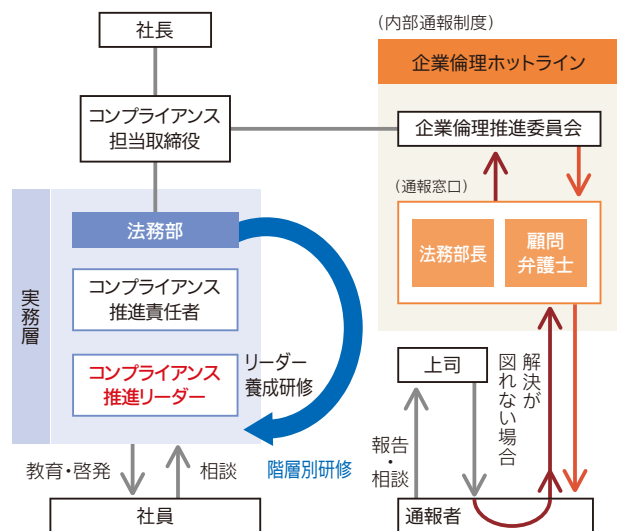 社長
コンプライアンス
担当取締役
実務層
法務部
コンプライアンス
推進責任者
コンプライアンス
推進リーダー
リーダー
養成研修
階層別研修
教育・啓発
相談
社員
(内部通報制度)
企業倫理ホットライン
企業倫理推進委員会
(通報窓口)
法務部長
顧問
弁護士
上司
解決が
図れない場合
報告・
相談
通報者